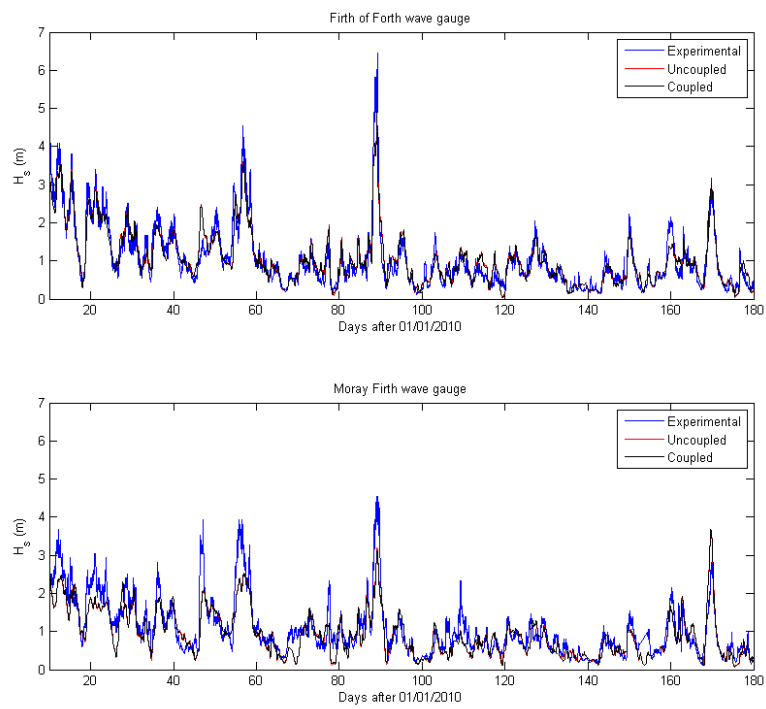 Firth of Forth wave gauge
7
6
5
4
3
2
1
0
H_s (m)
Experimental
Uncoupled
Coupled
20 40 60 80 100 120 140 160 180
Days after 01/01/2010
Moray Firth wave gauge
7
6
5
4
3
2
1
0
H_s (m)
Experimental
Uncoupled
Coupled
20 40 60 80 100 120 140 160 180
Days after 01/01/2010